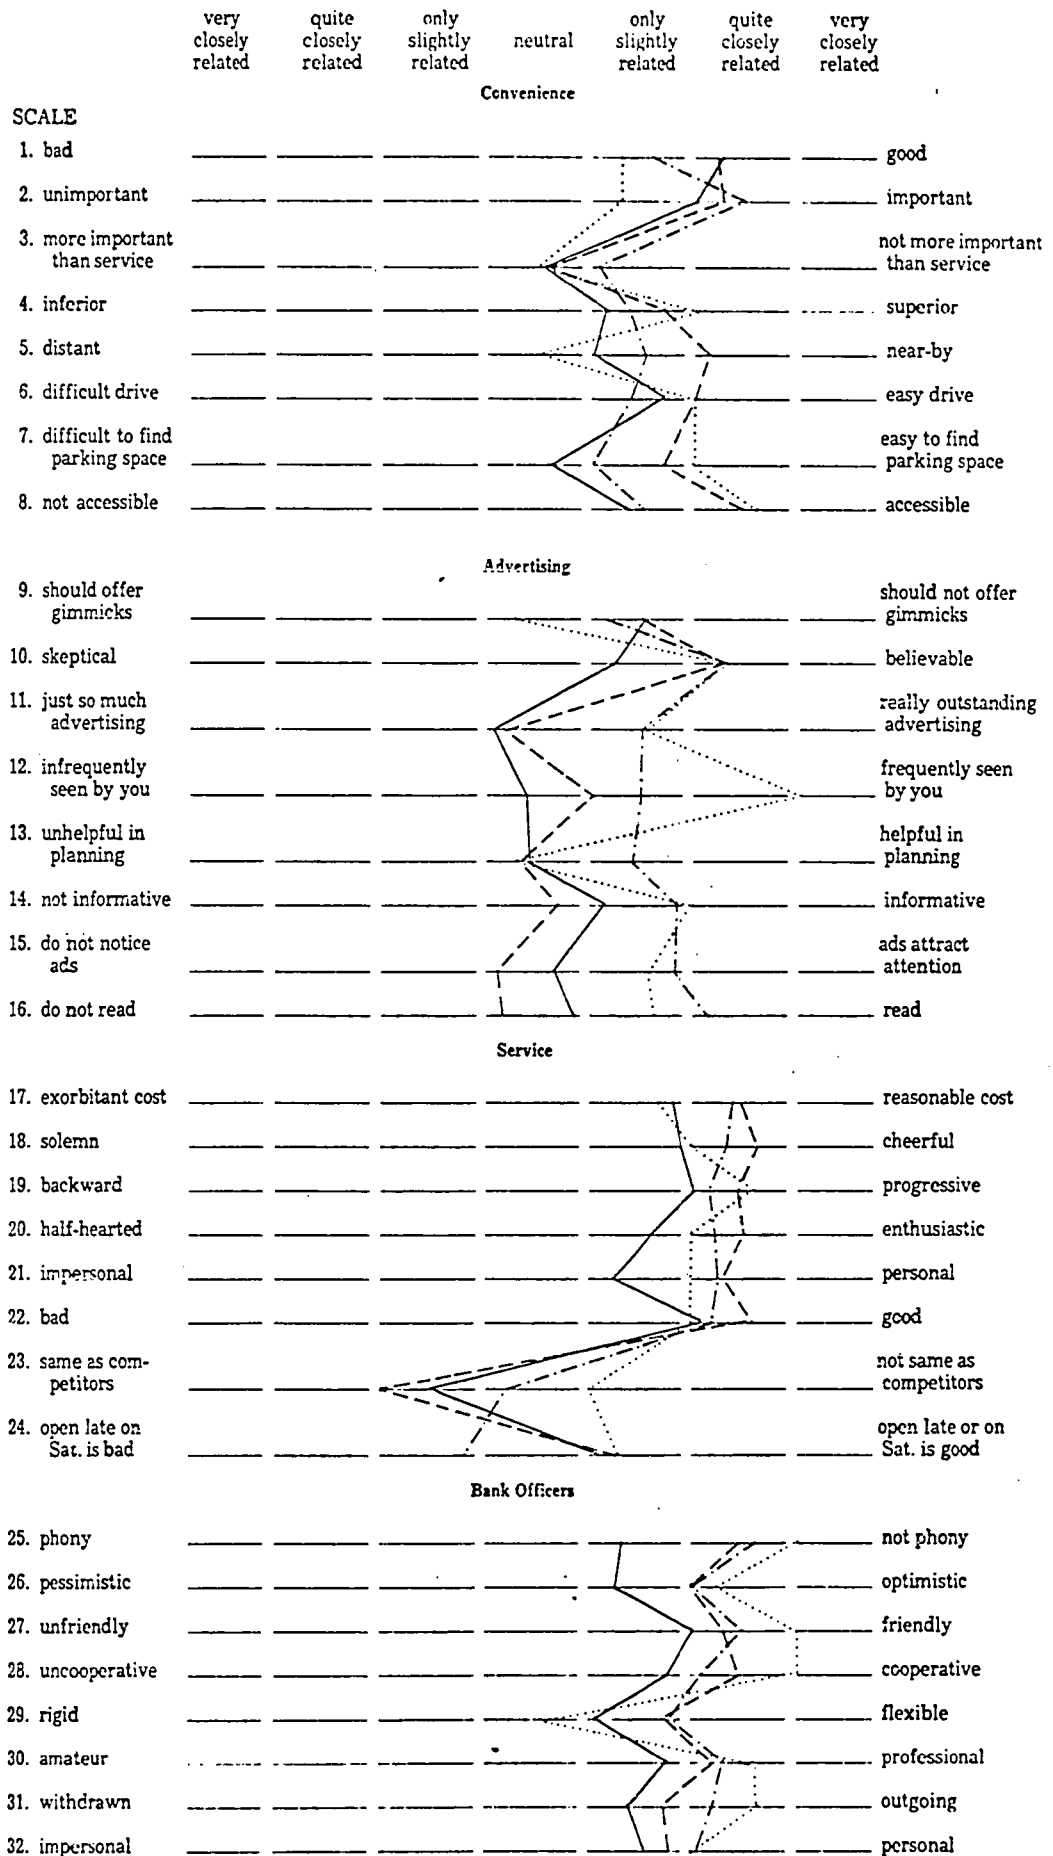 very quite only neutral only quite very
closely closely slightly slightly closely closely
related related related related related related
Convenience
SCALE
1. bad good
2. unimportant important
3. more important not more important
than service than service
4. inferior superior
5. distant near-by
6. difficult drive easy drive
7. difficult to find easy to find
parking space parking space
8. not accessible accessible
Advertising
9. should offer should not offer
gimmicks gimmicks
10. skeptical believable
11. just so much really outstanding
advertising advertising
12. infrequently frequently seen
seen by you by you
13. unhelpful in helpful in
planning planning
14. not informative informative
15. do not notice ads attract
ads attention
16. do not read read
Service
17. exorbitant cost reasonable cost
18. solemn cheerful
19. backward progressive
20. half-hearted enthusiastic
21. impersonal personal
22. bad good
23. same as com- not same as
petitors competitors
24. open late on open late or on
Sat. is bad Sat. is good
Bank Officers
25. phony not phony
26. pessimistic optimistic
27. unfriendly friendly
28. uncooperative cooperative
29. rigid flexible
30. amateur professional
31. withdrawn outgoing
32. impersonal personal